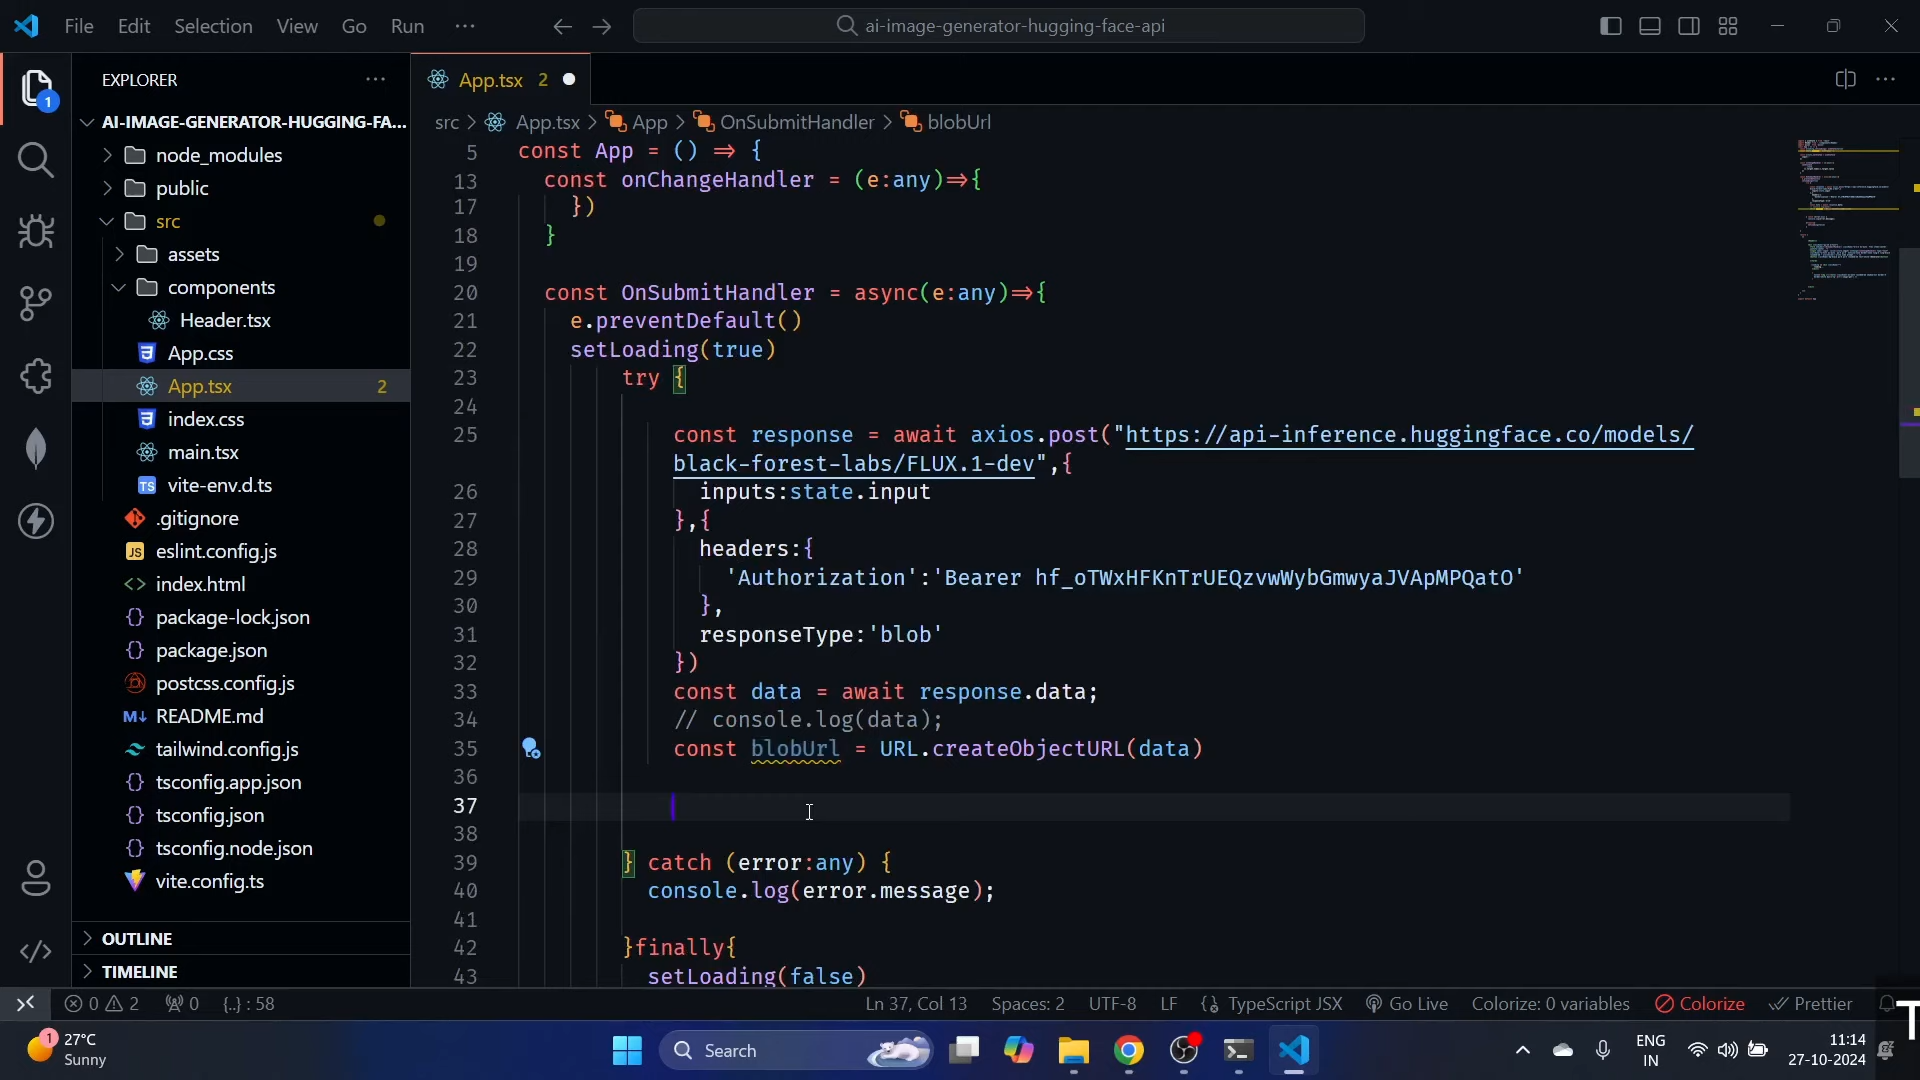 File Edit Selection View Go Run ···
ai-image-generator-hugging-face-api
EXPLORER
App.tsx 2
src > App.tsx > App > OnSubmitHandler > blobUrl
AI-IMAGE-GENERATOR-HUGGING-FA...
node_modules
public
src
assets
components
Header.tsx
App.css
App.tsx 2
index.css
main.tsx
TS vite-env.d.ts
.gitignore
JS eslint.config.js
<> index.html
{} package-lock.json
{} package.json
postcss.config.js
M↓ README.md
tailwind.config.js
{} tsconfig.app.json
{} tsconfig.json
{} tsconfig.node.json
vite.config.ts
OUTLINE
TIMELINE
5 const App = () => {
13 const onChangeHandler = (e:any)=>{
17 })
18 }
19
20 const OnSubmitHandler = async(e:any)=>{
21 e.preventDefault()
22 setLoading(true)
23 try {
24
25 const response = await axios.post("https://api-inference.huggingface.co/models/
black-forest-labs/FLUX.1-dev",{
26 inputs:state.input
27 },{
28 headers:{
29 'Authorization':'Bearer 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'
30 },
31 responseType:'blob'
32 })
33 const data = await response.data;
34 // console.log(data);
35 const blobUrl = URL.createObjectURL(data)
36
37
38
39 } catch (error:any) {
40 console.log(error.message);
41
42 }finally{
43 setLoading(false)
0 2 0 {..} : 58 Ln 37, Col 13 Spaces: 2 UTF-8 LF {} TypeScript JSX Go Live Colorize: 0 variables Colorize Prettier
1 27°C
Sunny
Search
ENG
IN
11:14
27-10-2024
T